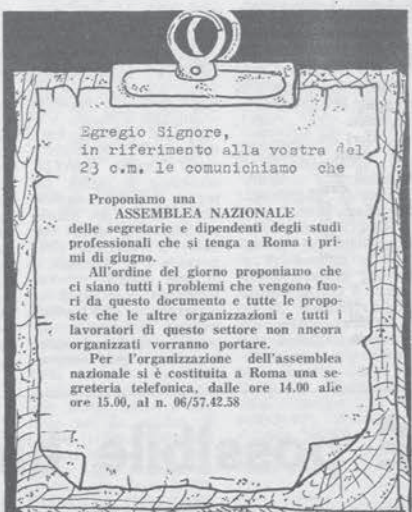 Egregio Signore,
in riferimento alla vostra del
23 c.m. le comunichiamo che
Proponiamo una
ASSEMBLEA NAZIONALE
delle segretarie e dipendenti degli studi
professionali che si tenga a Roma i pri-
mi di giugno.
All'ordine del giorno proponiamo che
ci siano tutti i problemi che vengono fuo-
ri da questo documento e tutte le propo-
ste che le altre organizzazioni e tutti i
lavoratori di questo settore non ancora
organizzati vorranno portare.
Per l'organizzazione dell'assemblea
nazionale si è costituita a Roma una se-
greteria telefonica, dalle ore 14.00 alle
ore 15.00, al n. 06/57.42.58